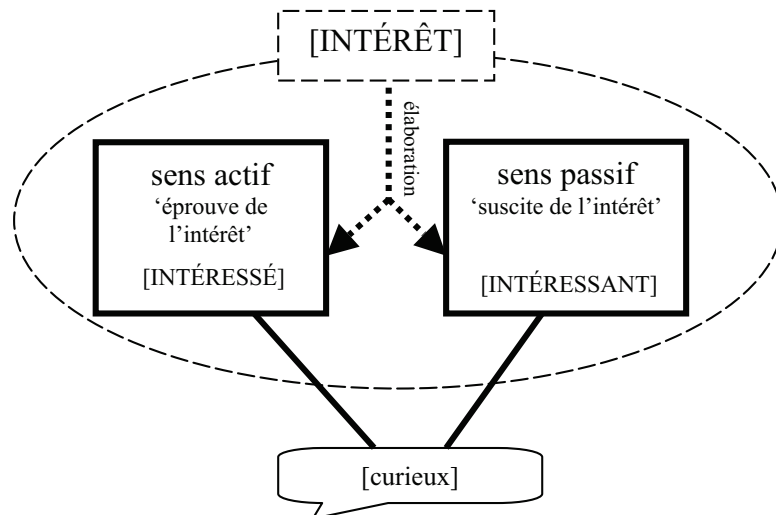 [INTÉRÊT]
élaboration
sens actif
‘éprouve de
l’intérêt’
[INTÉRESSÉ]
sens passif
‘suscite de l’intérêt’
[INTÉRESSANT]
[curieux]